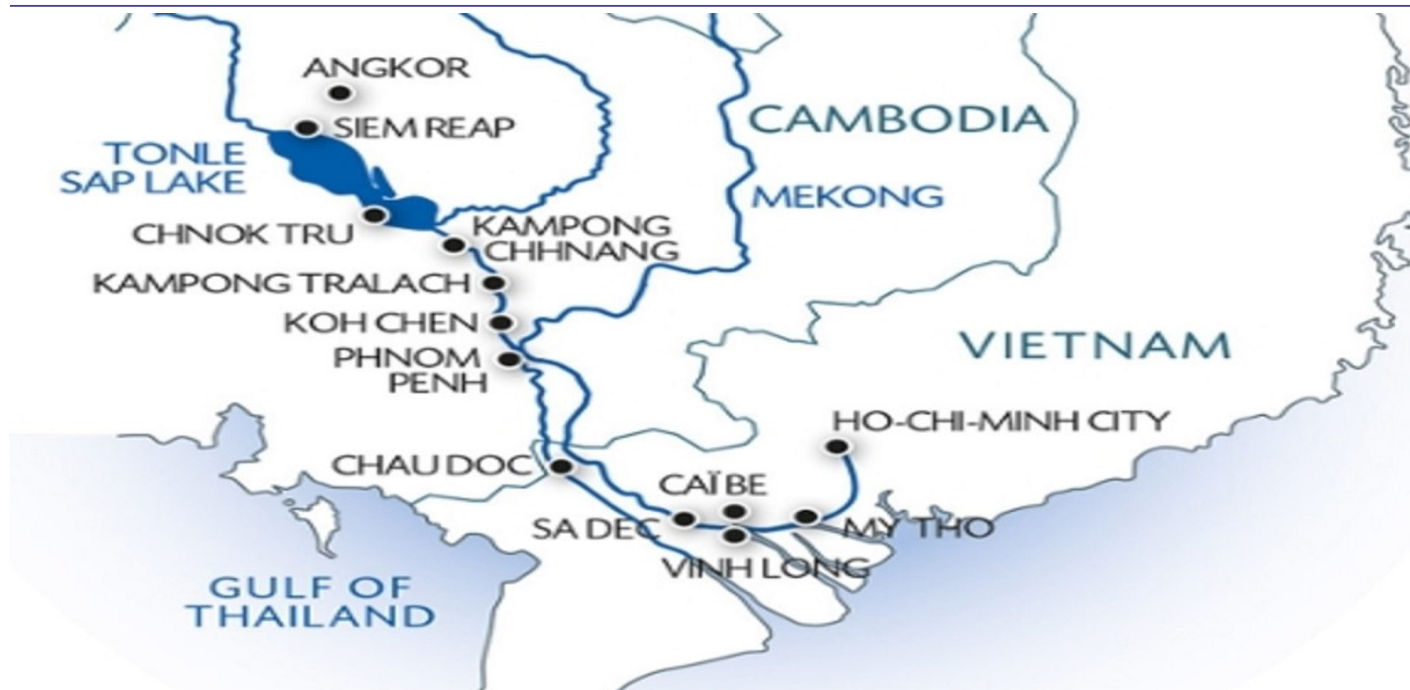 ANGKOR
SIEM REAP
CAMBODIA
TONLE
SAP LAKE
MEKONG
CHNOK TRU
KAMPONG
CHHNANG
KAMPONG TRALACH
KOH CHEN
PHNOM
PENH
VIETNAM
HO-CHI-MINH CITY
CHAU DOC
CAÏ BE
SA DEC
MY THO
VINH LONG
GULF OF
THAILAND